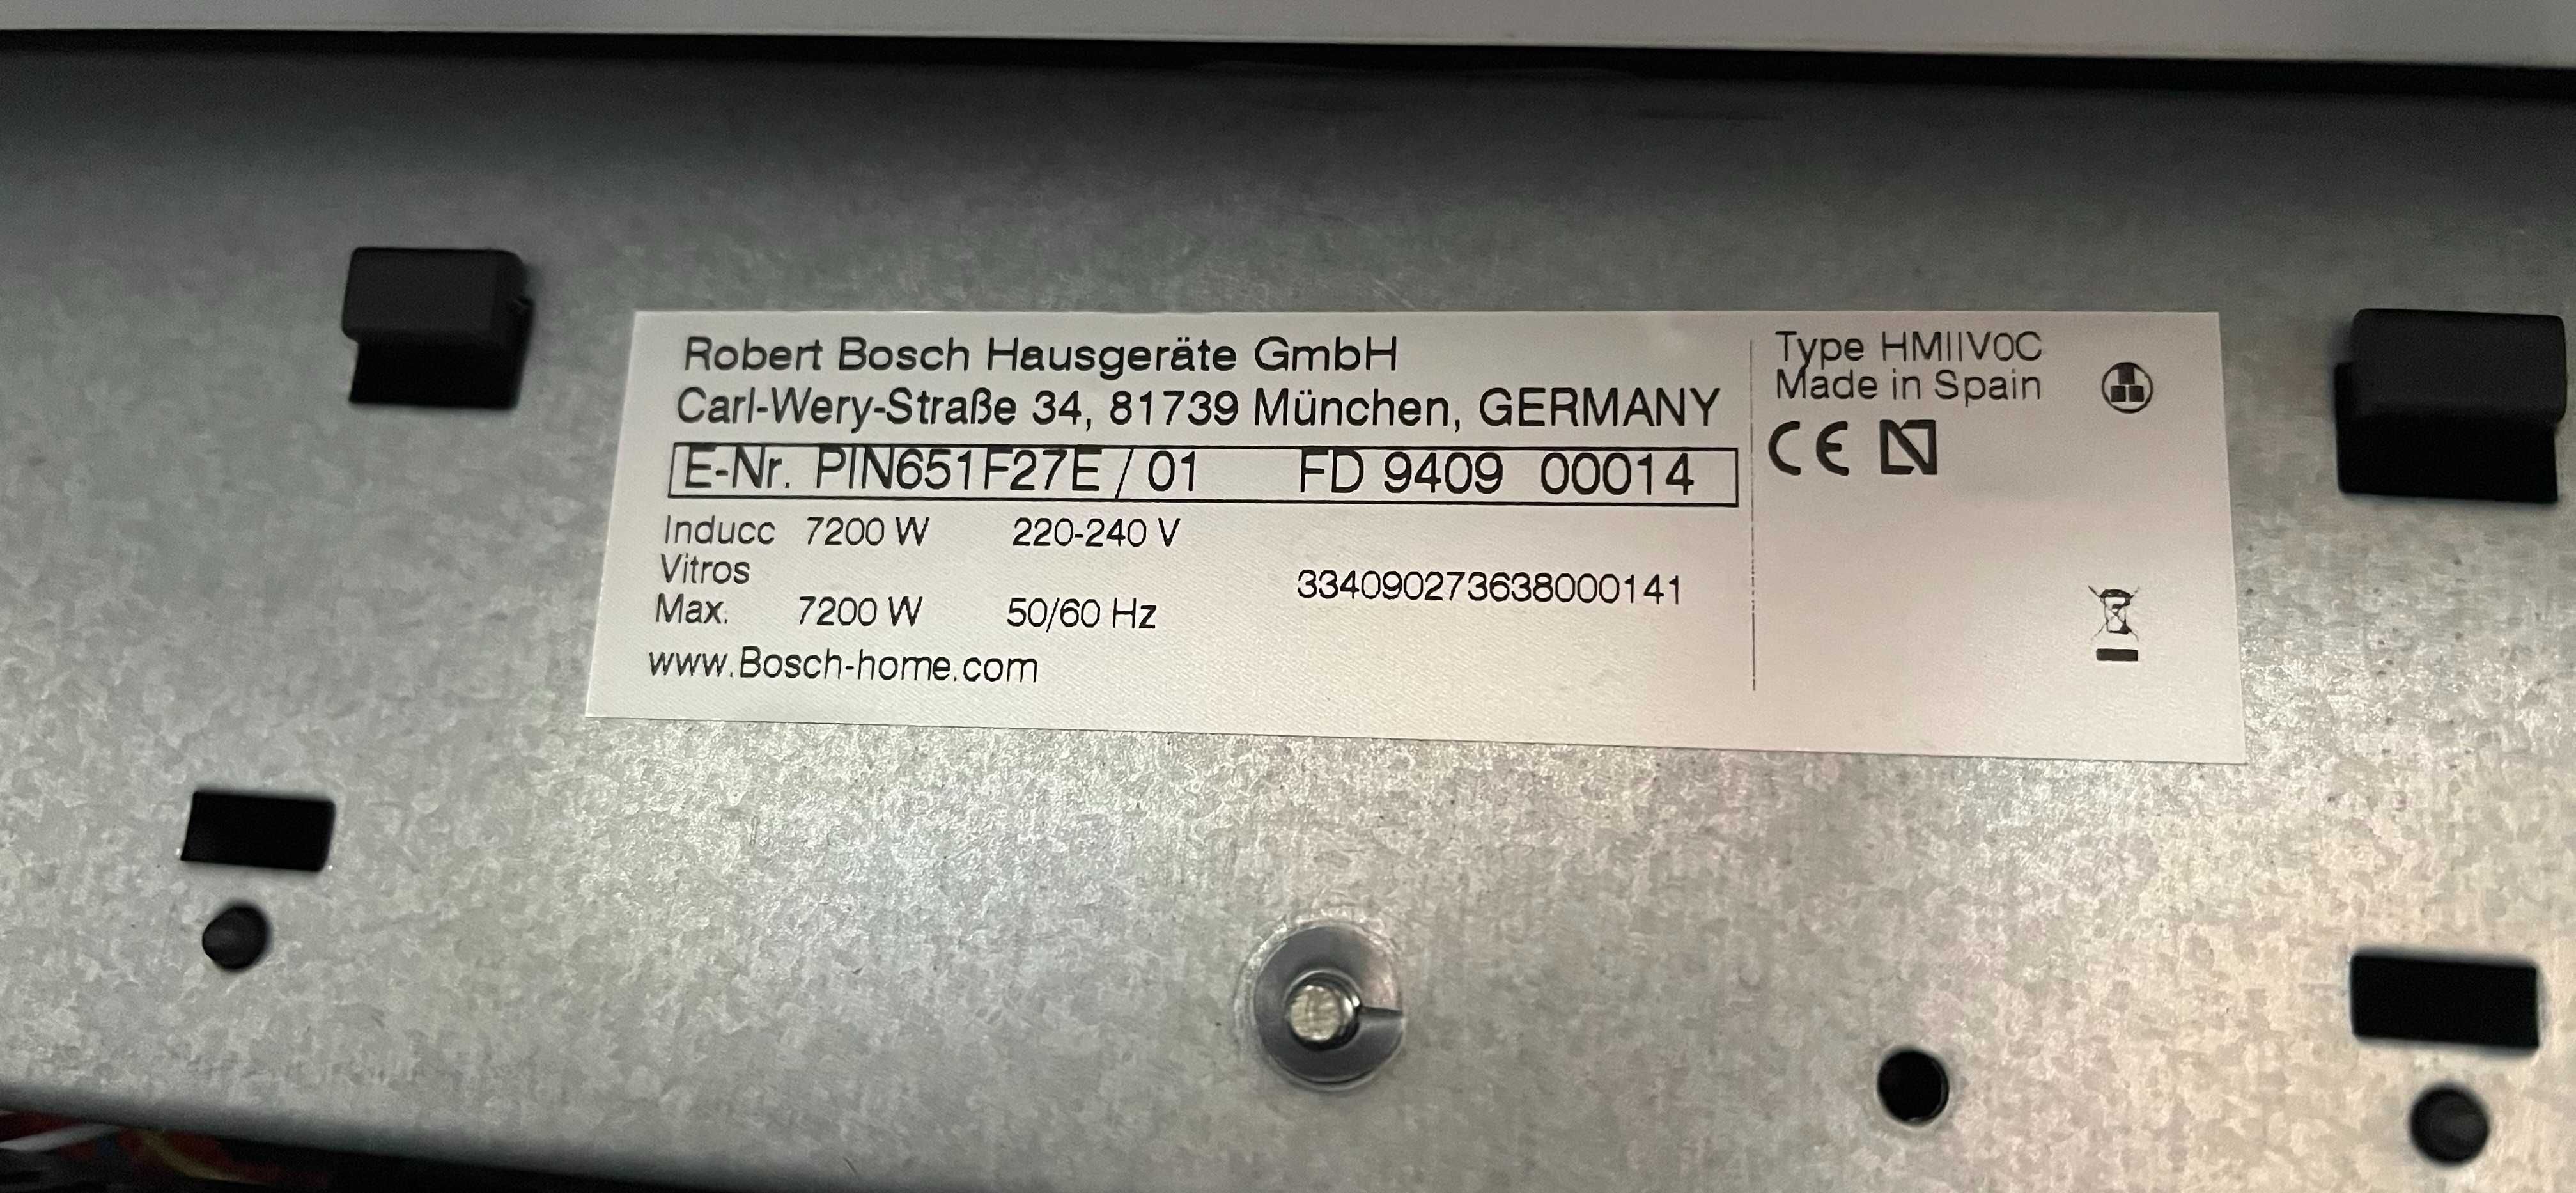 Robert Bosch Hausgeräte GmbH
Carl-Wery-Straße 34, 81739 München, GERMANY
E-Nr. PIN651F27E / 01 FD 9409 00014
Inducc 7200 W 220-240 V
Vitros
334090273638000141
Max. 7200 W 50/60 Hz
www.Bosch-home.com
Type HMIIV0C
Made in Spain
CE